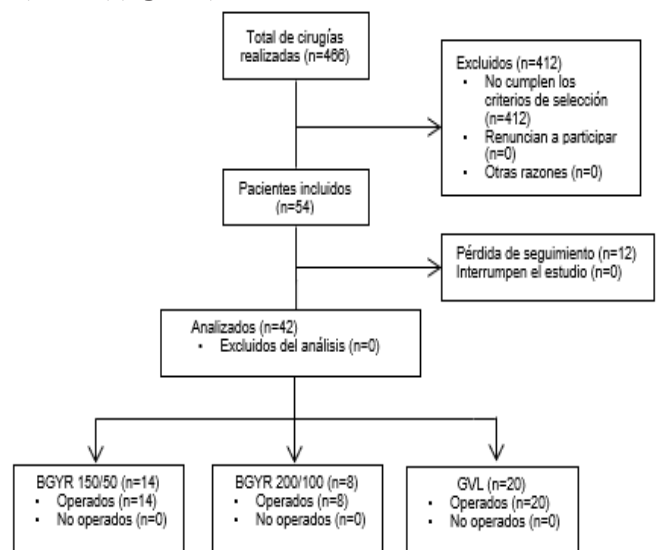 Total de cirugías
realizadas (n=466)
Excluidos (n=412)
• No cumplen los
criterios de selección
(n=412)
• Renuncian a participar
(n=0)
• Otras razones (n=0)
Pacientes incluidos
(n=54)
Pérdida de seguimiento (n=12)
Interrumpen el estudio (n=0)
Analizados (n=42)
• Excluidos del análisis (n=0)
BGYR 150/50 (n=14)
• Operados (n=14)
• No operados (n=0)
BGYR 200/100 (n=8)
• Operados (n=8)
• No operados (n=0)
GVL (n=20)
• Operados (n=20)
• No operados (n=0)